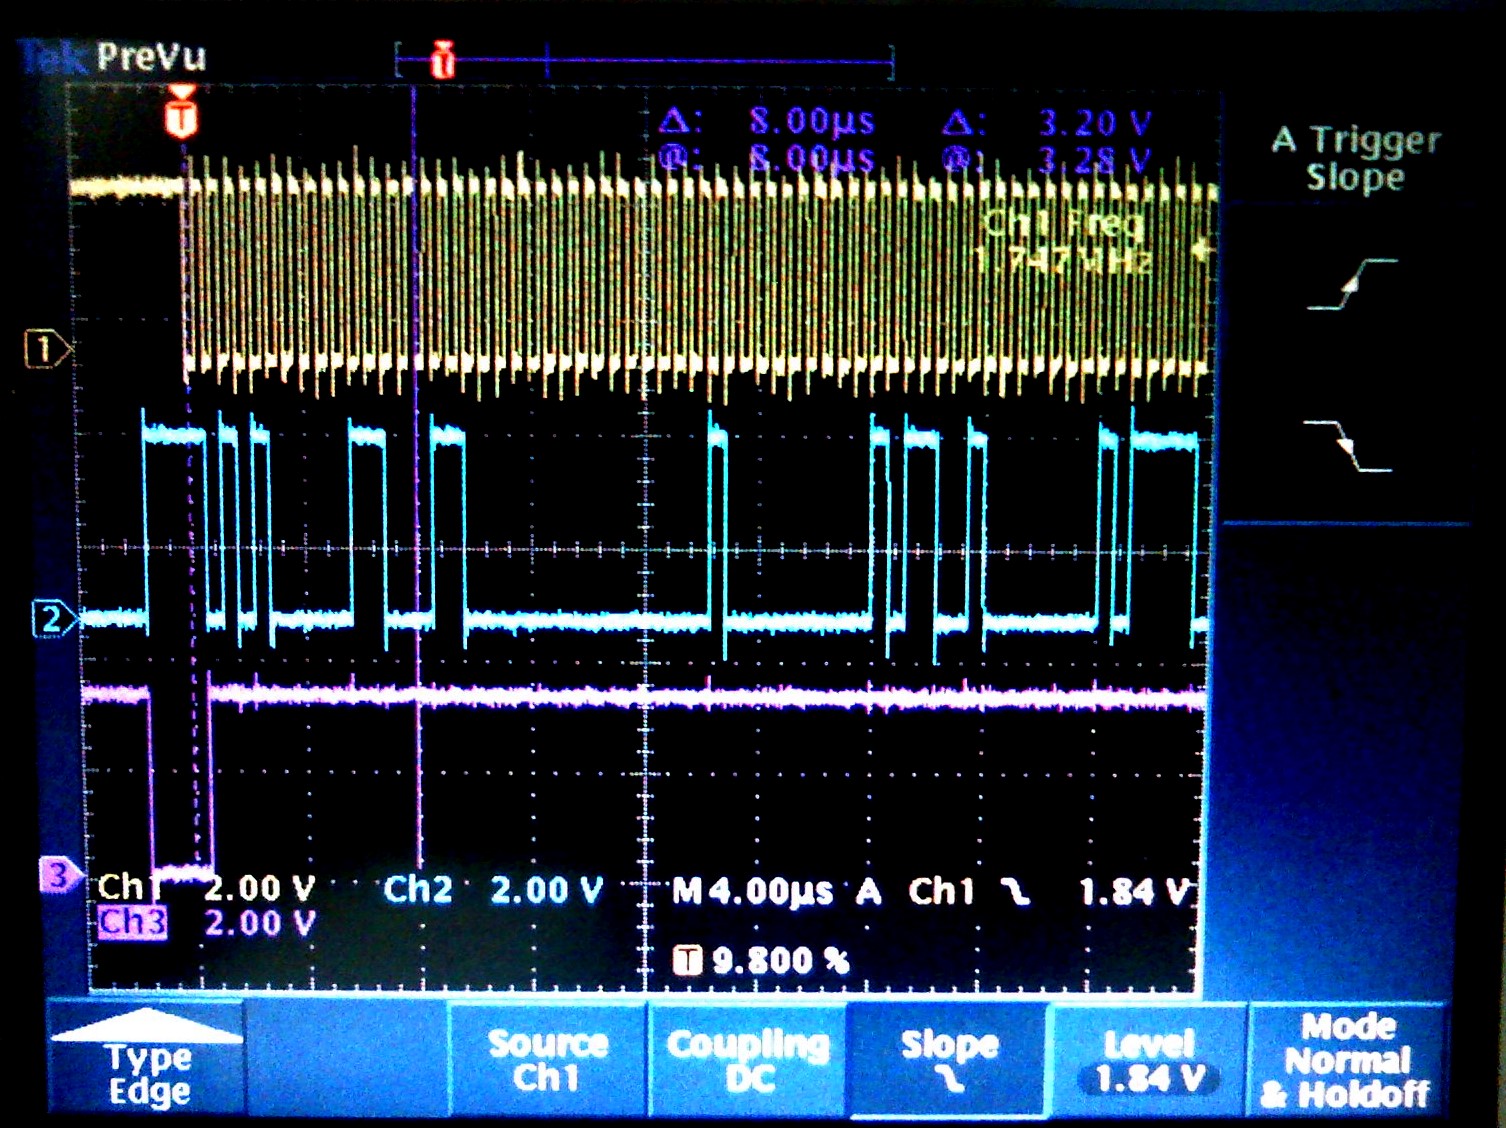 Tek PreVu
T
T
Δ: 8.00µs Δ: 3.20 V
@: 8.00µs @: 3.28 V
A Trigger
Slope
Ch1 Freq
1.747MHz
1
2
3
Ch1 2.00 V Ch2 2.00 V M4.00µs A Ch1 1.84 V
Ch3 2.00 V
T 9.800 %
Type
Edge
Source
Ch1
Coupling
DC
Slope
Level
1.84 V
Mode
Normal
& Holdoff